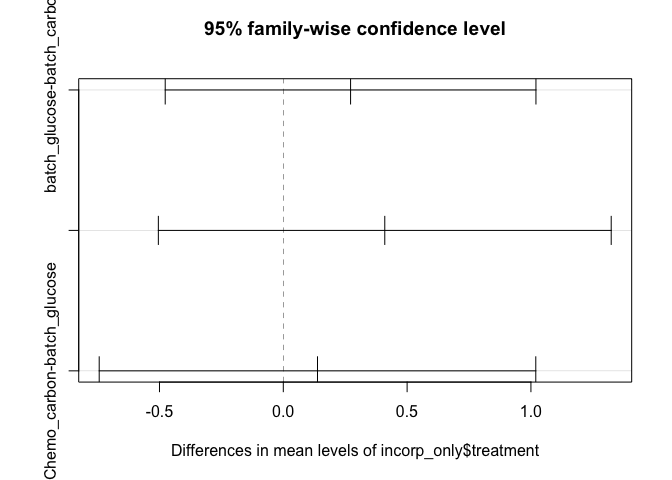 95% family-wise confidence level
batch_glucose-batch_carbo
Chemo_carbon-batch_glucose
-0.5 0.0 0.5 1.0
Differences in mean levels of incorp_only$treatment